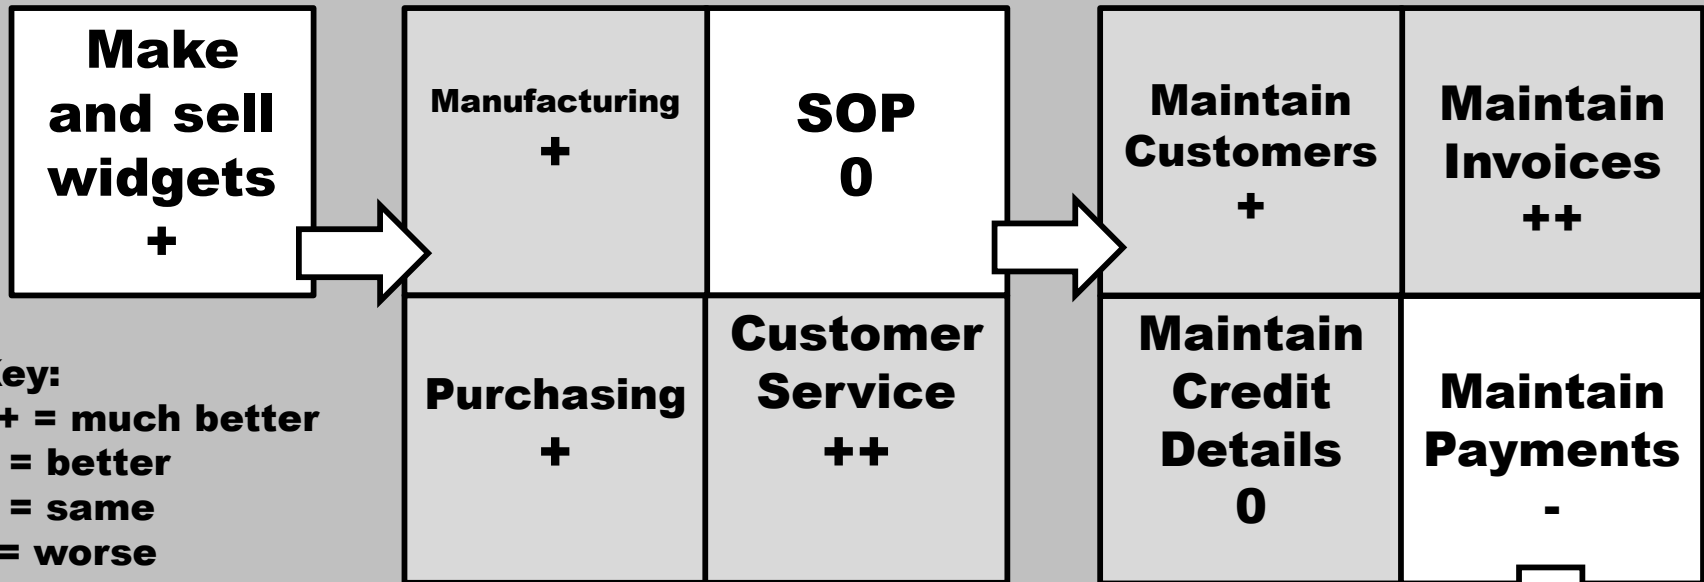 Make
and sell
widgets
+
Manufacturing
+
SOP
0
Purchasing
+
Customer
Service
++
Maintain
Customers
+
Maintain
Invoices
++
Maintain
Credit
Details
0
Maintain
Payments
-
ey:
+ = much better
= better
= same
= worse